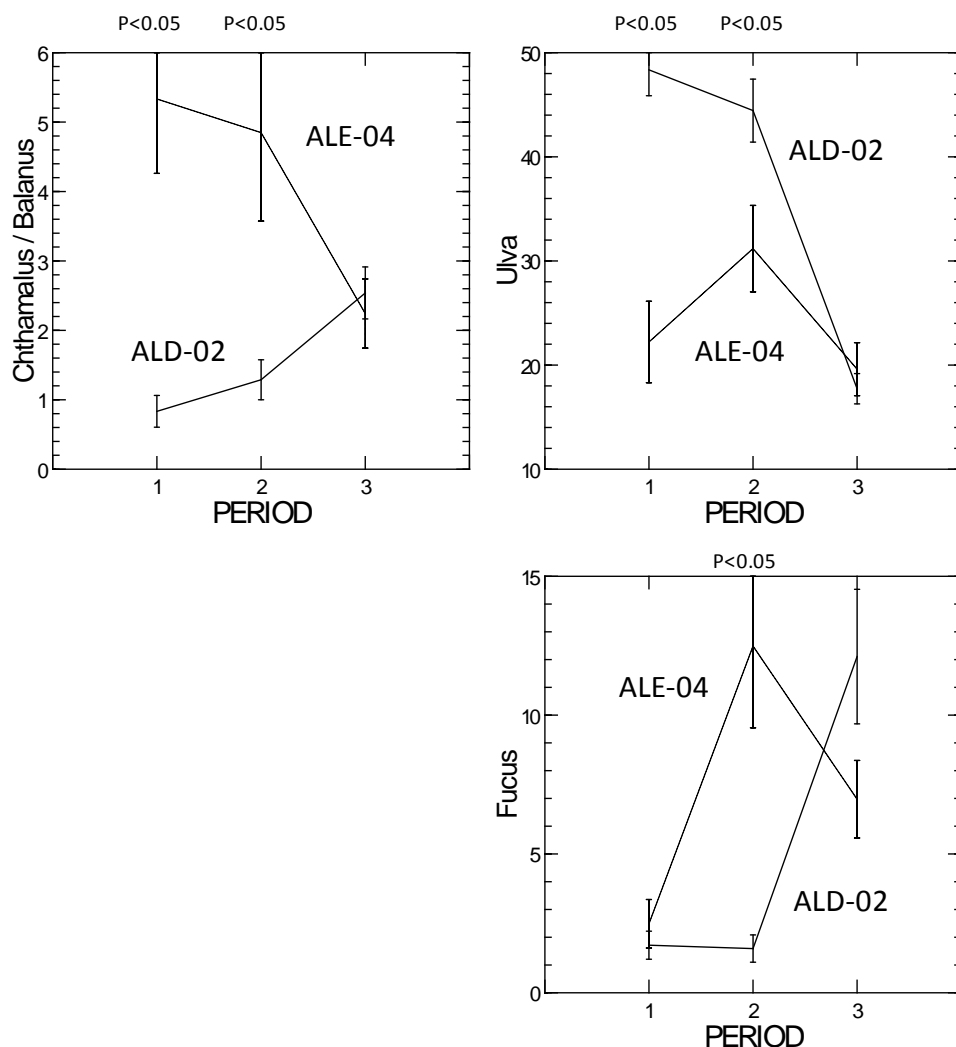 P<0.05 P<0.05
6
5
4
3
2
1
0
Chthamalus / Balanus
ALE-04
ALD-02
1 2 3
PERIOD
P<0.05 P<0.05
50
40
30
20
10
Ulva
ALD-02
ALE-04
1 2 3
PERIOD
P<0.05
15
10
5
0
Fucus
ALE-04
ALD-02
1 2 3
PERIOD